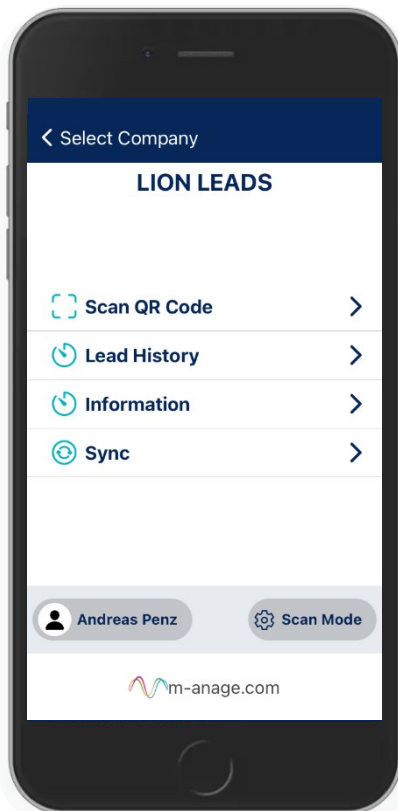 Select Company
LION LEADS
Scan QR Code
Lead History
Information
Sync
Andreas Penz
Scan Mode
m-anage.com